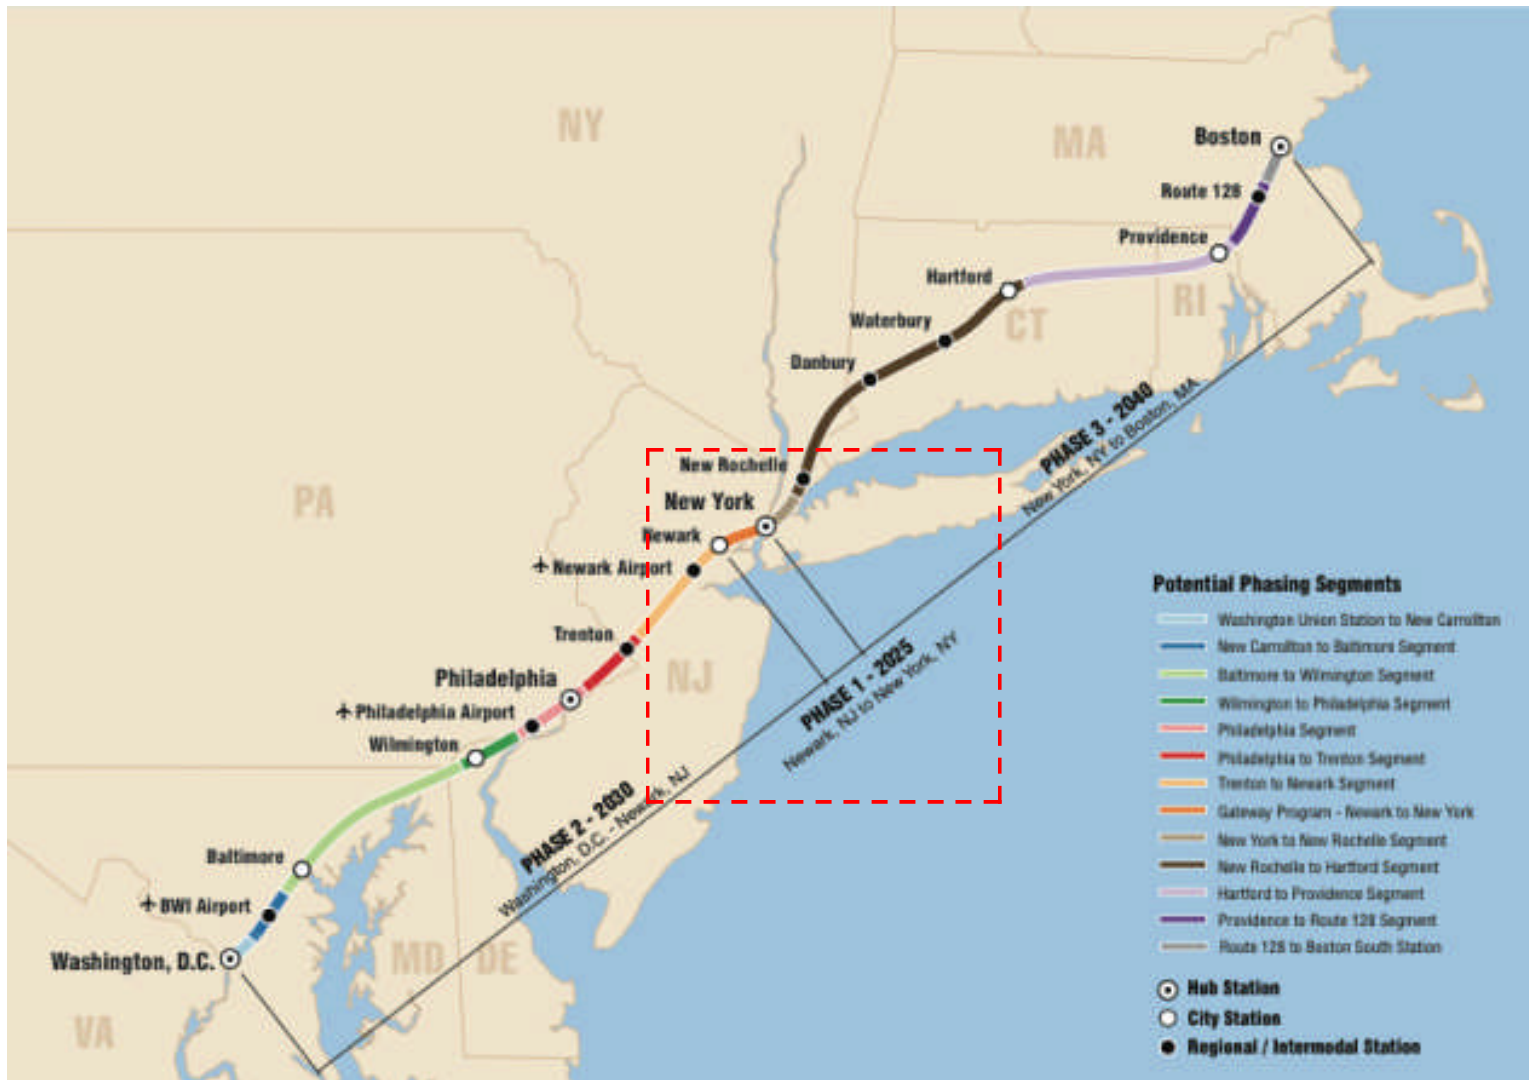 NY
MA
Boston
Route 128
Providence
Hartford
RI
CT
Waterbury
Danbury
PHASE 3 - 2040
New York, NY to Boston, MA
New Rochelle
PA
New York
Newark
Newark Airport
Trenton
NJ
Philadelphia
PHASE 1 - 2025
Newark, NJ to New York, NY
Philadelphia Airport
Wilmington
PHASE 2 - 2030
Washington, D.C. - Newark, NJ
Baltimore
BWI Airport
Washington, D.C.
MD
DE
VA
Potential Phasing Segments
Washington Union Station to New Carrollton
New Carrollton to Baltimore Segment
Baltimore to Wilmington Segment
Wilmington to Philadelphia Segment
Philadelphia Segment
Philadelphia to Trenton Segment
Trenton to Newark Segment
Gateway Program - Newark to New York
New York to New Rochelle Segment
New Rochelle to Hartford Segment
Hartford to Providence Segment
Providence to Route 128 Segment
Route 128 to Boston South Station
Hub Station
City Station
Regional / Intermodal Station